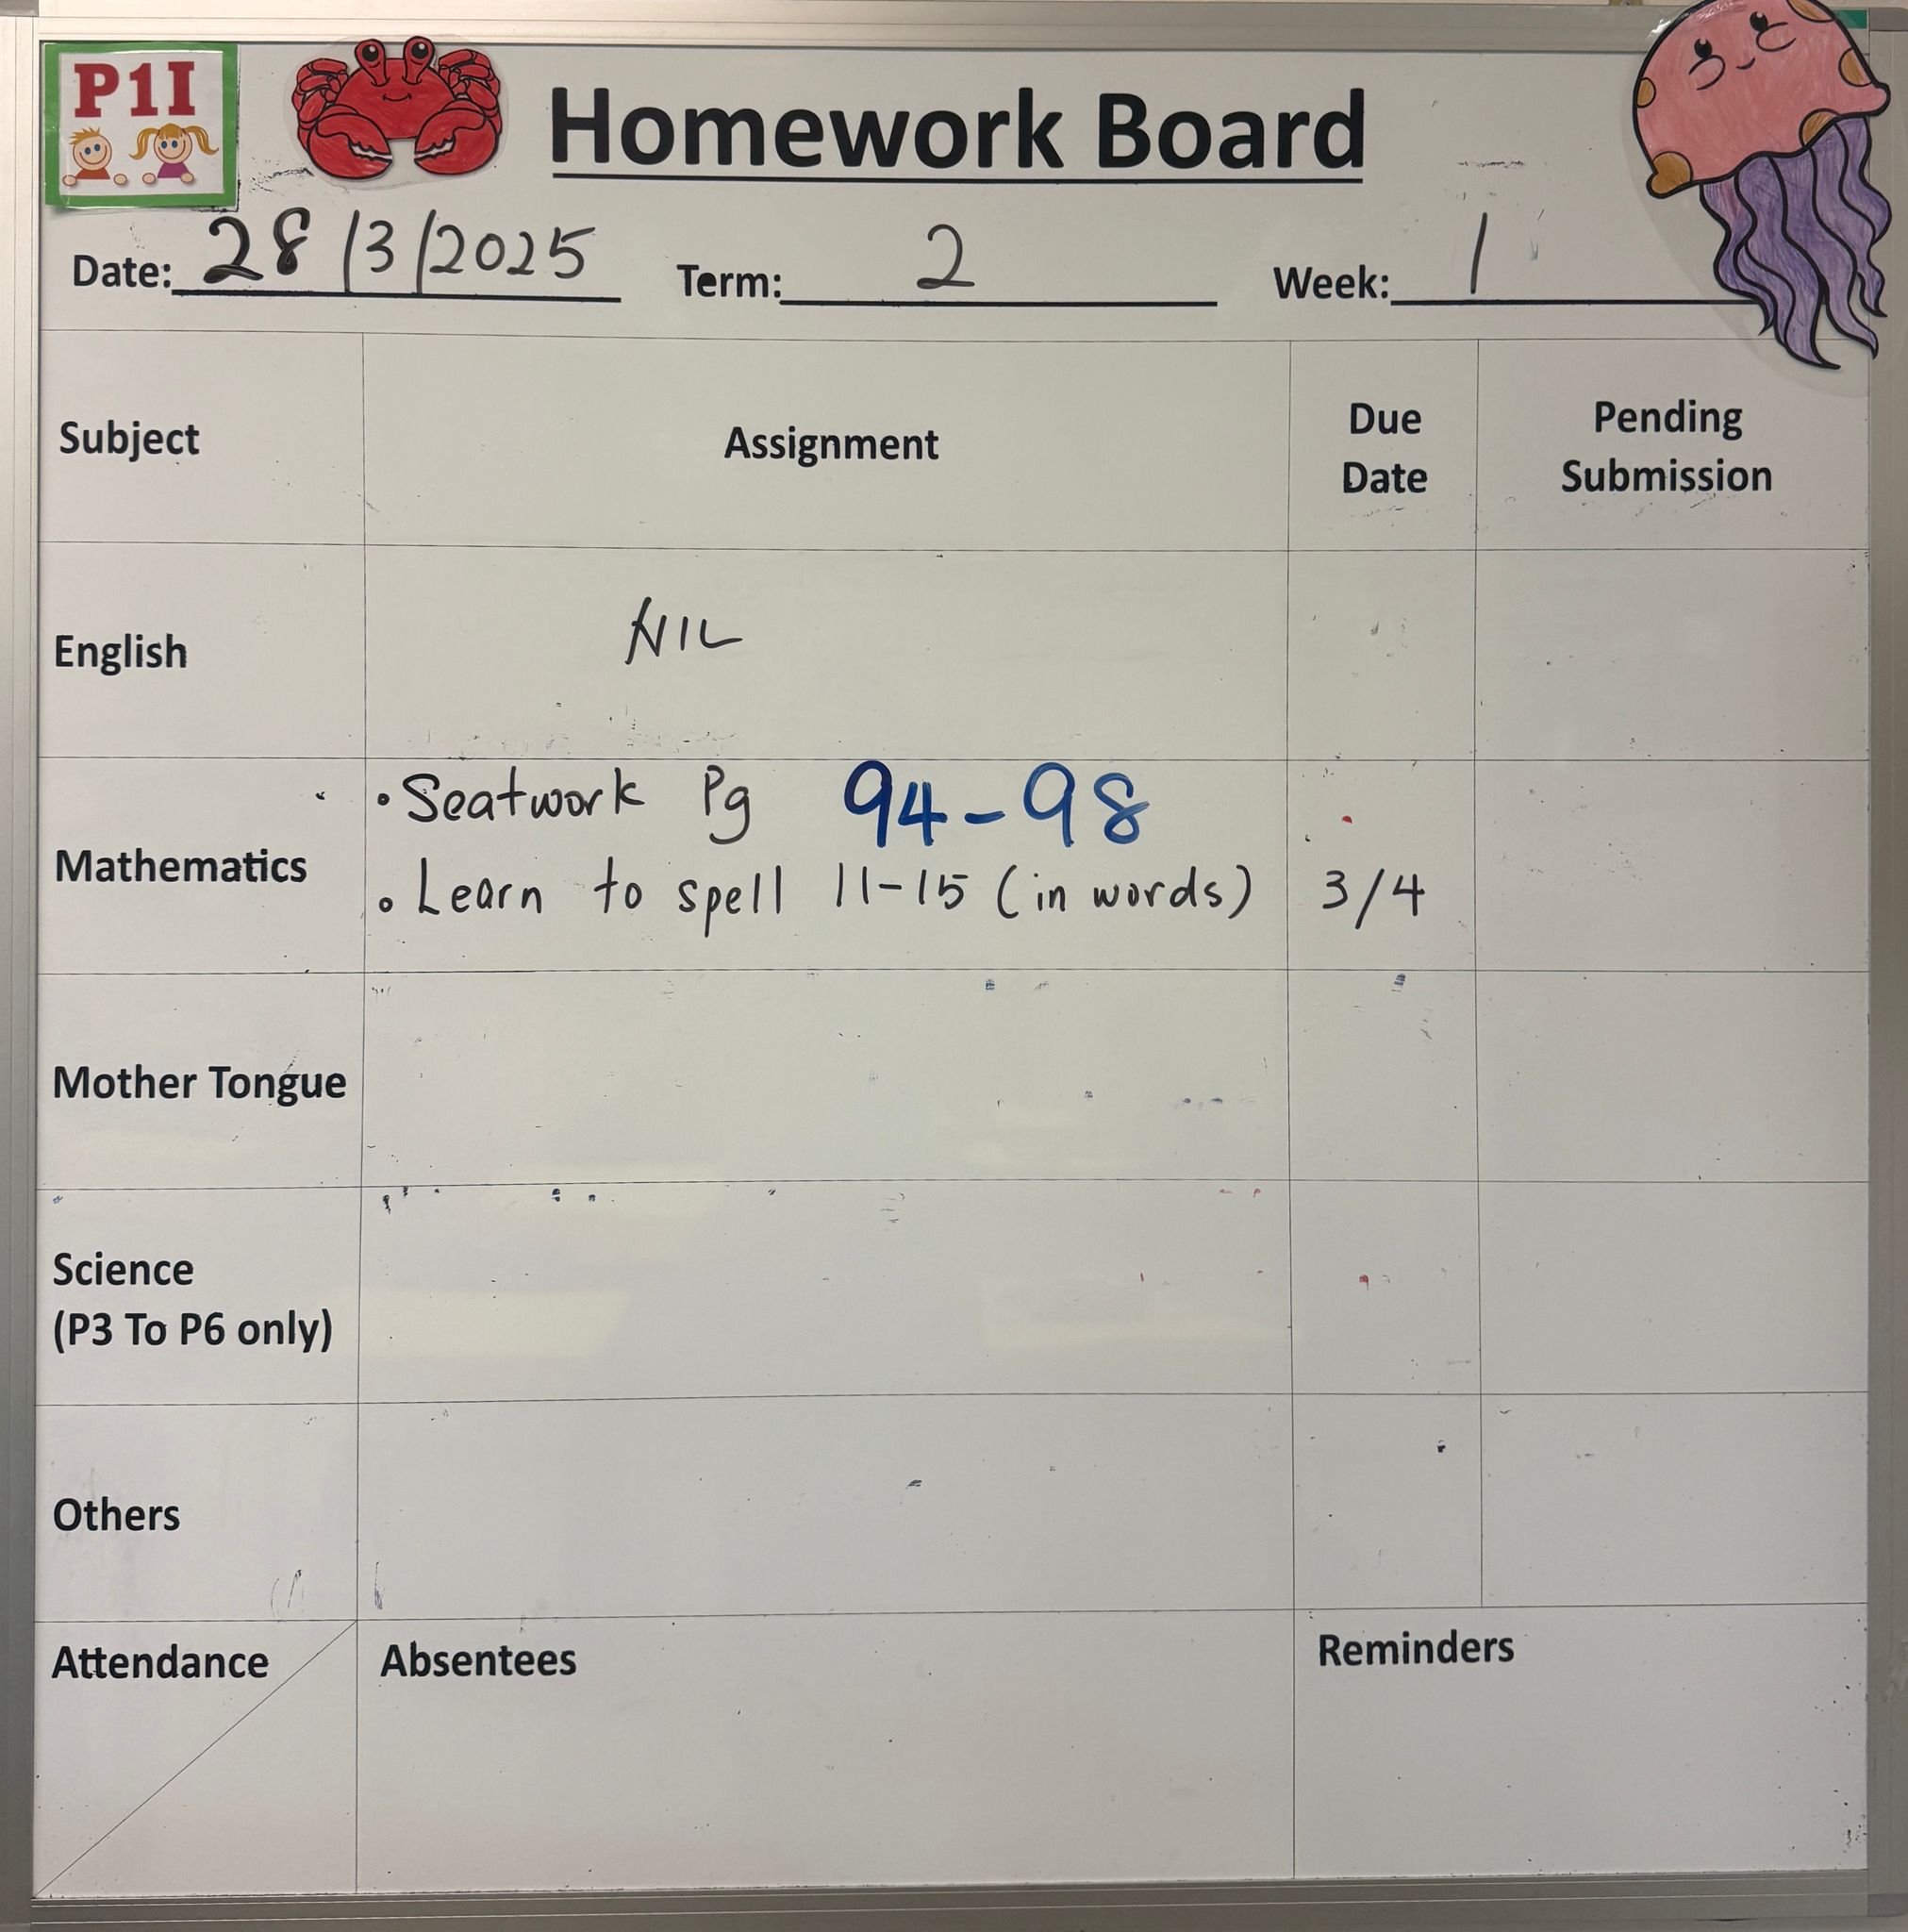 P1I
Homework Board
Date: 28/3/2025 Term: 2 Week: 1
Subject Assignment Due Date Pending Submission
English NIL
Mathematics
• Seatwork Pg 94-98
• Learn to spell 11-15 (in words) 3/4
Mother Tongue
Science
(P3 To P6 only)
Others
Attendance Absentees Reminders